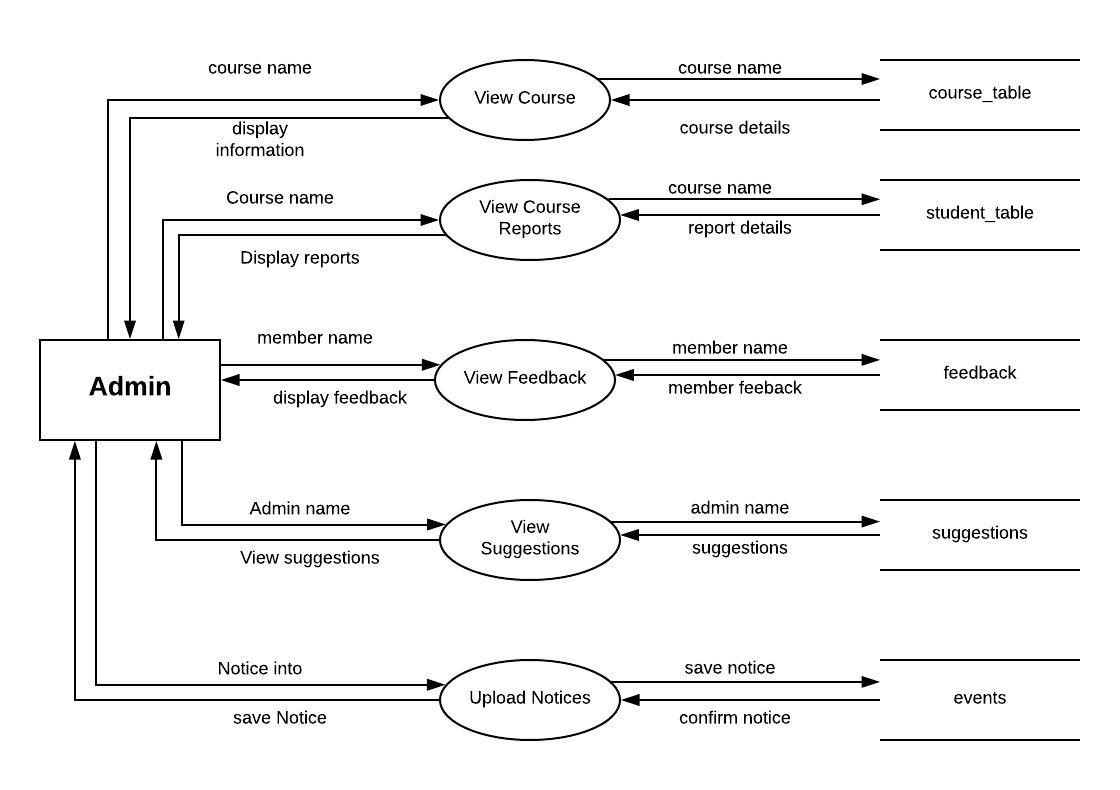 course name
course name
View Course
course_table
display
information
course details
Course name
course name
View Course
Reports
student_table
report details
Display reports
member name
member name
Admin
View Feedback
feedback
display feedback
member feeback
Admin name
admin name
View
Suggestions
suggestions
View suggestions
suggestions
Notice into
save notice
Upload Notices
events
save Notice
confirm notice